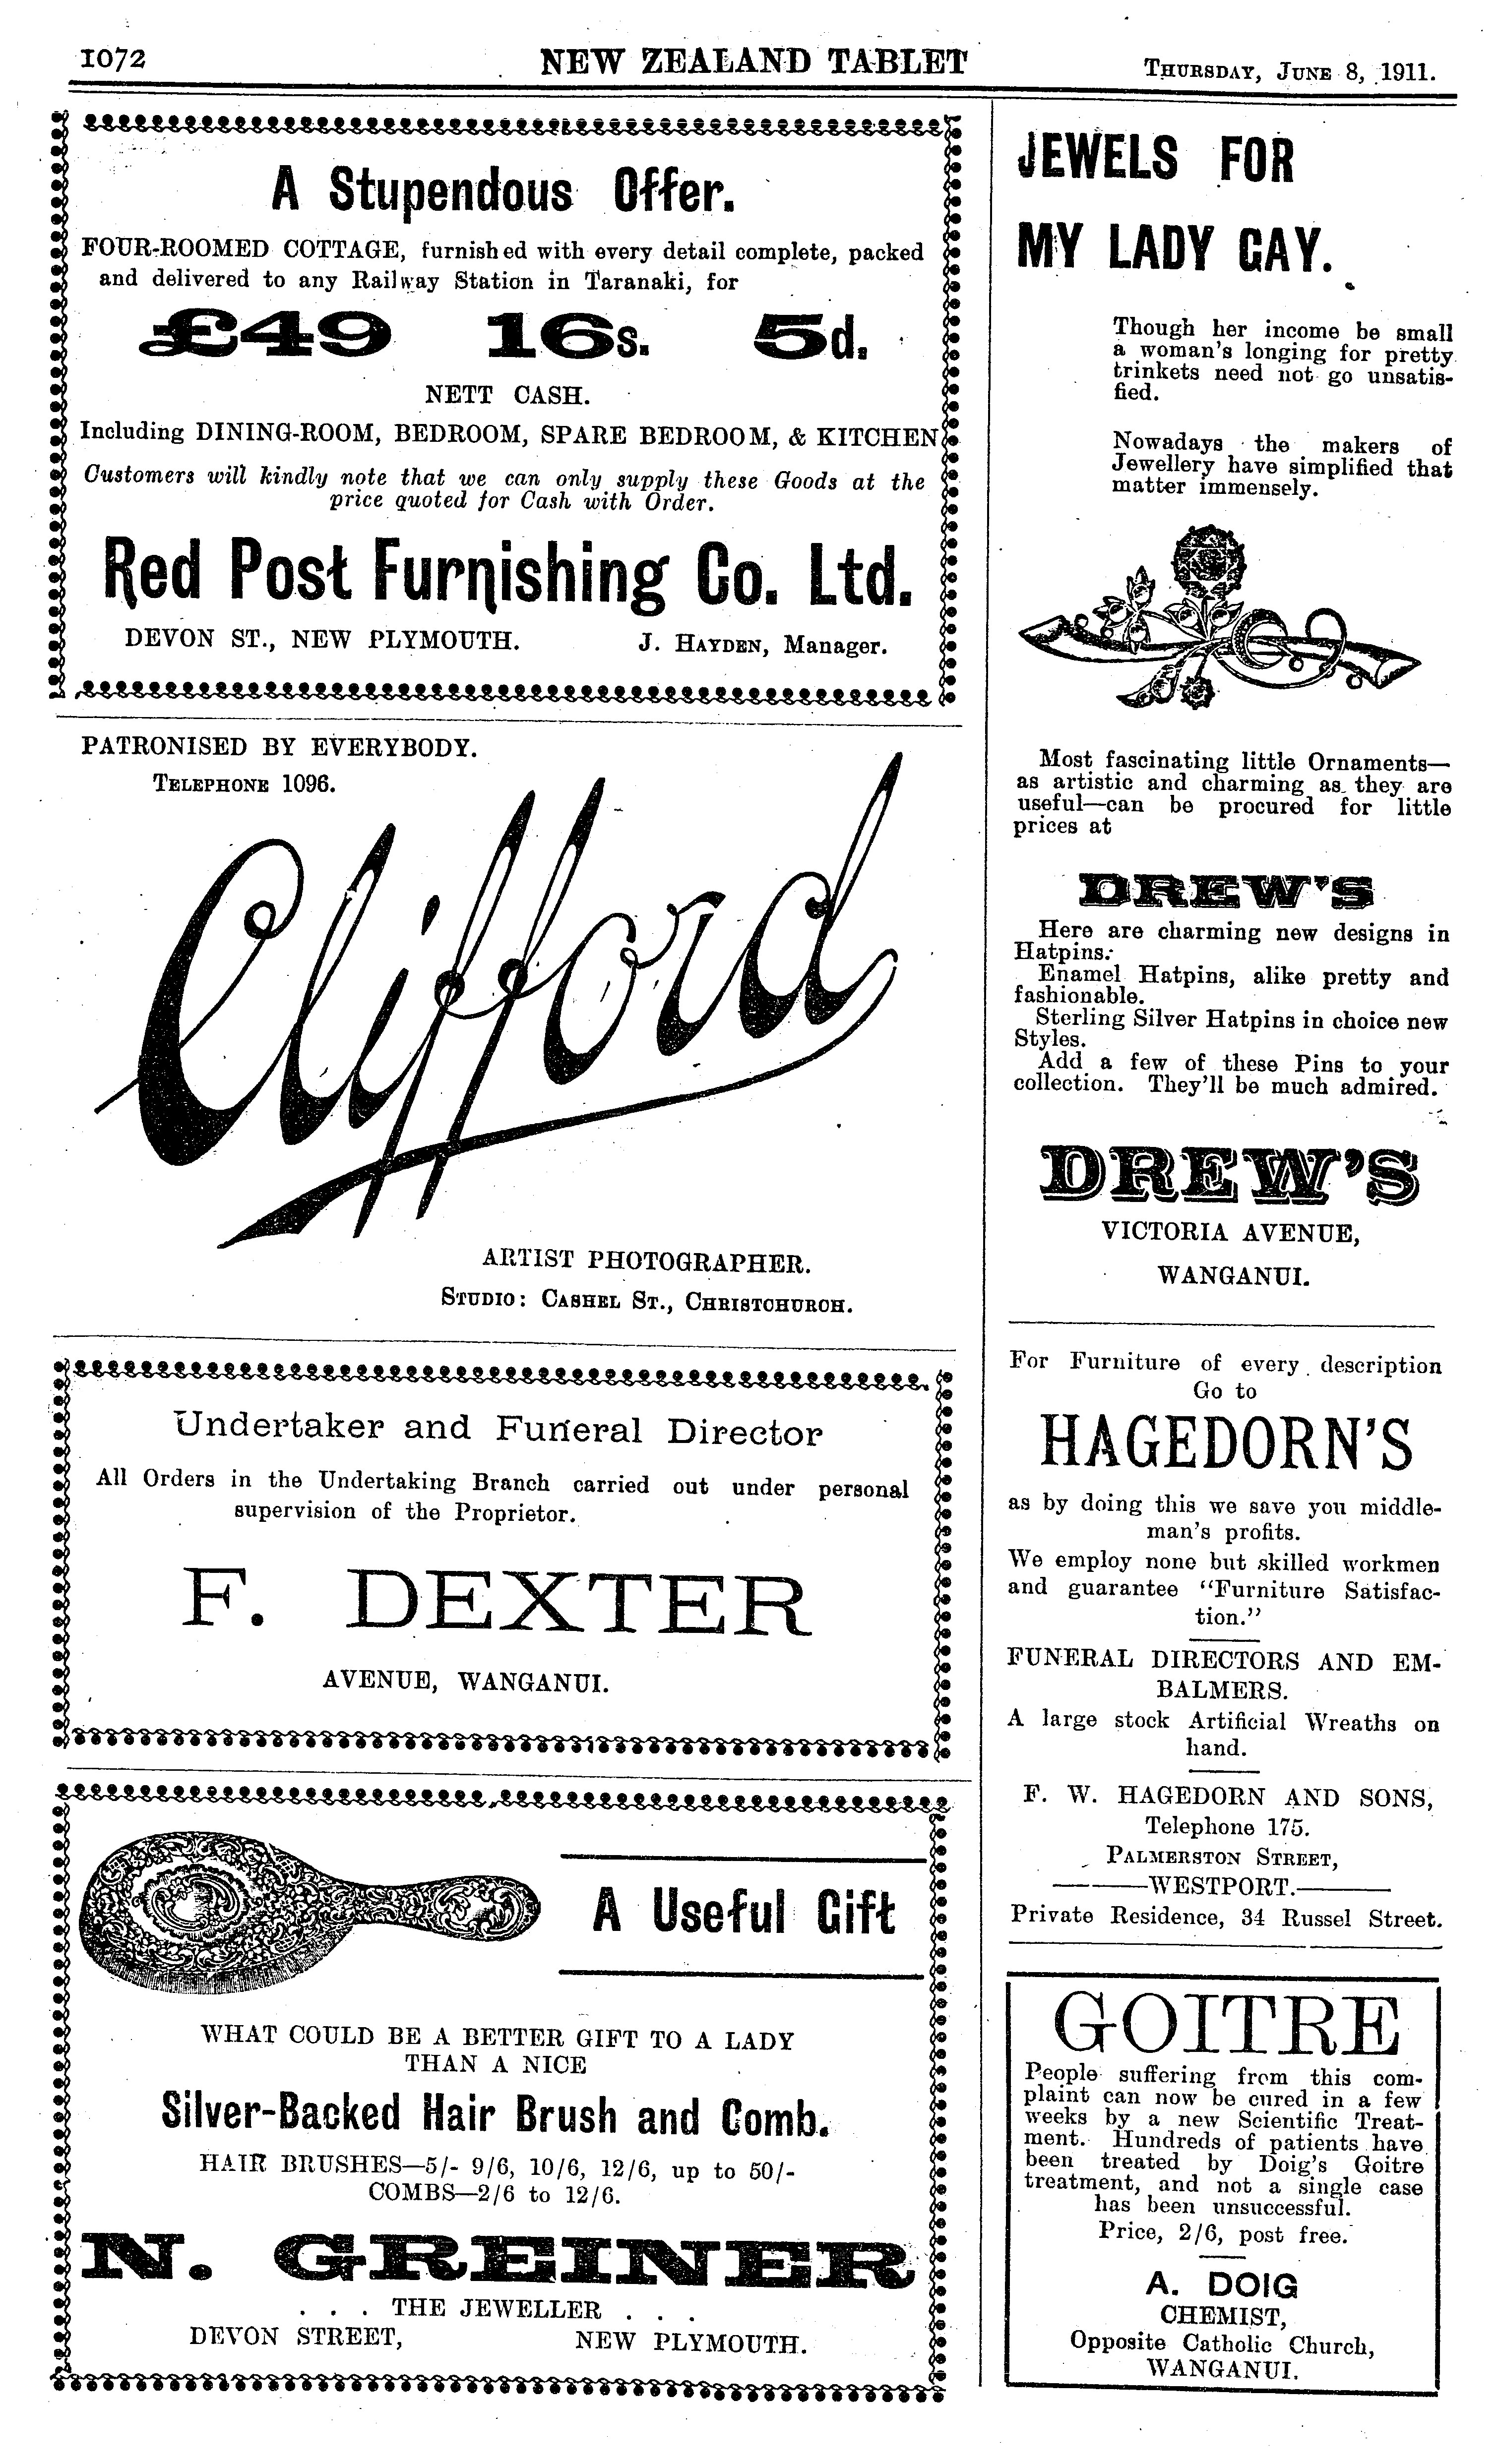 1072
NEW ZEALAND TABLET
THURSDAY, JUNE 8, 1911.
A Stupendous Offer.
FOUR-ROOMED COTTAGE, furnished with every detail complete, packed
and delivered to any Railway Station in Taranaki, for
£49 16s. 5d.
NETT CASH.
Including DINING-ROOM, BEDROOM, SPARE BEDROOM, & KITCHEN
Customers will kindly note that we can only supply these Goods at the
price quoted for Cash with Order.
Red Post Furnishing Co. Ltd.
DEVON ST., NEW PLYMOUTH. J. HAYDEN, Manager.
PATRONISED BY EVERYBODY.
TELEPHONE 1096.
Clifford
ARTIST PHOTOGRAPHER.
STUDIO: CASHEL ST., CHRISTCHURCH.
Undertaker and Funeral Director
All Orders in the Undertaking Branch carried out under personal
supervision of the Proprietor.
F. DEXTER
AVENUE, WANGANUI.
A Useful Gift
WHAT COULD BE A BETTER GIFT TO A LADY
THAN A NICE
Silver-Backed Hair Brush and Comb.
HAIR BRUSHES—5/- 9/6, 10/6, 12/6, up to 50/-
COMBS—2/6 to 12/6.
N. GREINER
. . . THE JEWELLER . . .
DEVON STREET, NEW PLYMOUTH.
JEWELS FOR
MY LADY GAY.
Though her income be small
a woman's longing for pretty
trinkets need not go unsatis-
fied.
Nowadays the makers of
Jewellery have simplified that
matter immensely.
Most fascinating little Ornaments—
as artistic and charming as they are
useful—can be procured for little
prices at
DREW'S
Here are charming new designs in
Hatpins.
Enamel Hatpins, alike pretty and
fashionable.
Sterling Silver Hatpins in choice new
Styles.
Add a few of these Pins to your
collection. They'll be much admired.
DREW'S
VICTORIA AVENUE,
WANGANUI.
For Furniture of every description
Go to
HAGEDORN'S
as by doing this we save you middle-
man's profits.
We employ none but skilled workmen
and guarantee "Furniture Satisfac-
tion."
FUNERAL DIRECTORS AND EM-
BALMERS.
A large stock Artificial Wreaths on
hand.
F. W. HAGEDORN AND SONS,
Telephone 175.
PALMERSTON STREET,
WESTPORT.
Private Residence, 34 Russel Street.
GOITRE
People suffering from this com-
plaint can now be cured in a few
weeks by a new Scientific Treat-
ment. Hundreds of patients have
been treated by Doig's Goitre
treatment, and not a single case
has been unsuccessful.
Price, 2/6, post free.
A. DOIG
CHEMIST,
Opposite Catholic Church,
WANGANUI.